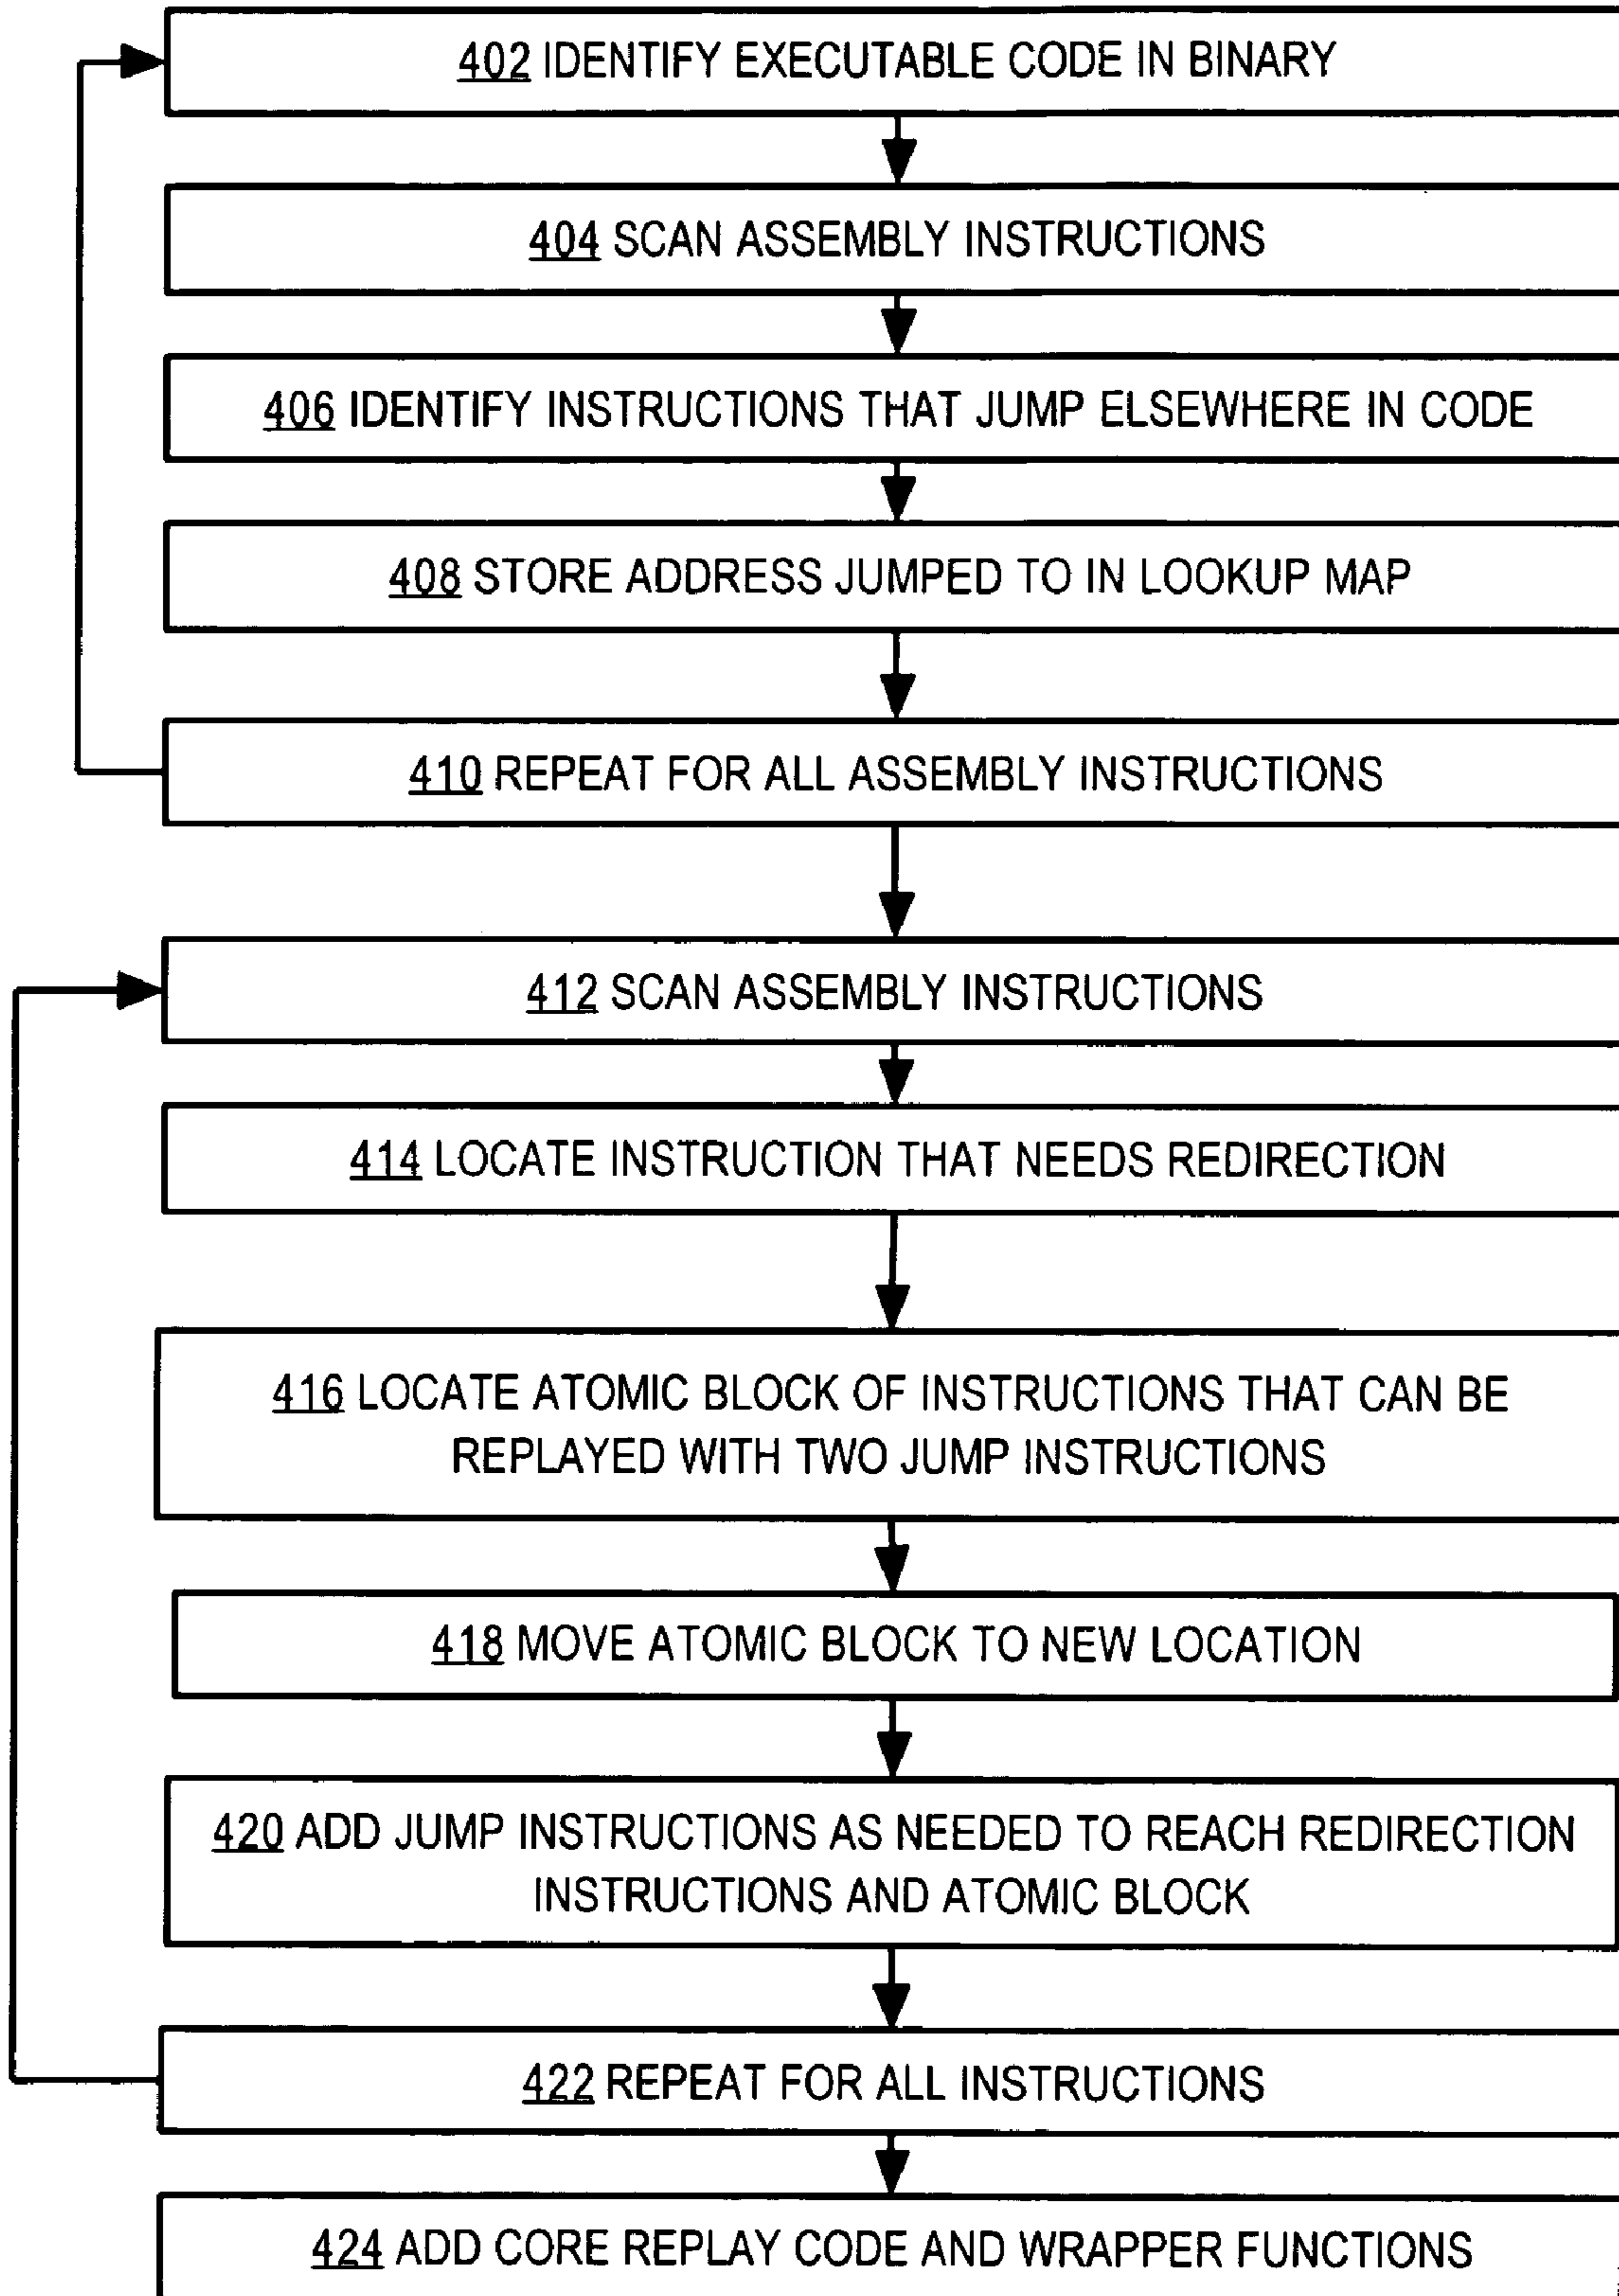 402 IDENTIFY EXECUTABLE CODE IN BINARY
404 SCAN ASSEMBLY INSTRUCTIONS
406 IDENTIFY INSTRUCTIONS THAT JUMP ELSEWHERE IN CODE
408 STORE ADDRESS JUMPED TO IN LOOKUP MAP
410 REPEAT FOR ALL ASSEMBLY INSTRUCTIONS
412 SCAN ASSEMBLY INSTRUCTIONS
414 LOCATE INSTRUCTION THAT NEEDS REDIRECTION
416 LOCATE ATOMIC BLOCK OF INSTRUCTIONS THAT CAN BE
REPLAYED WITH TWO JUMP INSTRUCTIONS
418 MOVE ATOMIC BLOCK TO NEW LOCATION
420 ADD JUMP INSTRUCTIONS AS NEEDED TO REACH REDIRECTION
INSTRUCTIONS AND ATOMIC BLOCK
422 REPEAT FOR ALL INSTRUCTIONS
424 ADD CORE REPLAY CODE AND WRAPPER FUNCTIONS